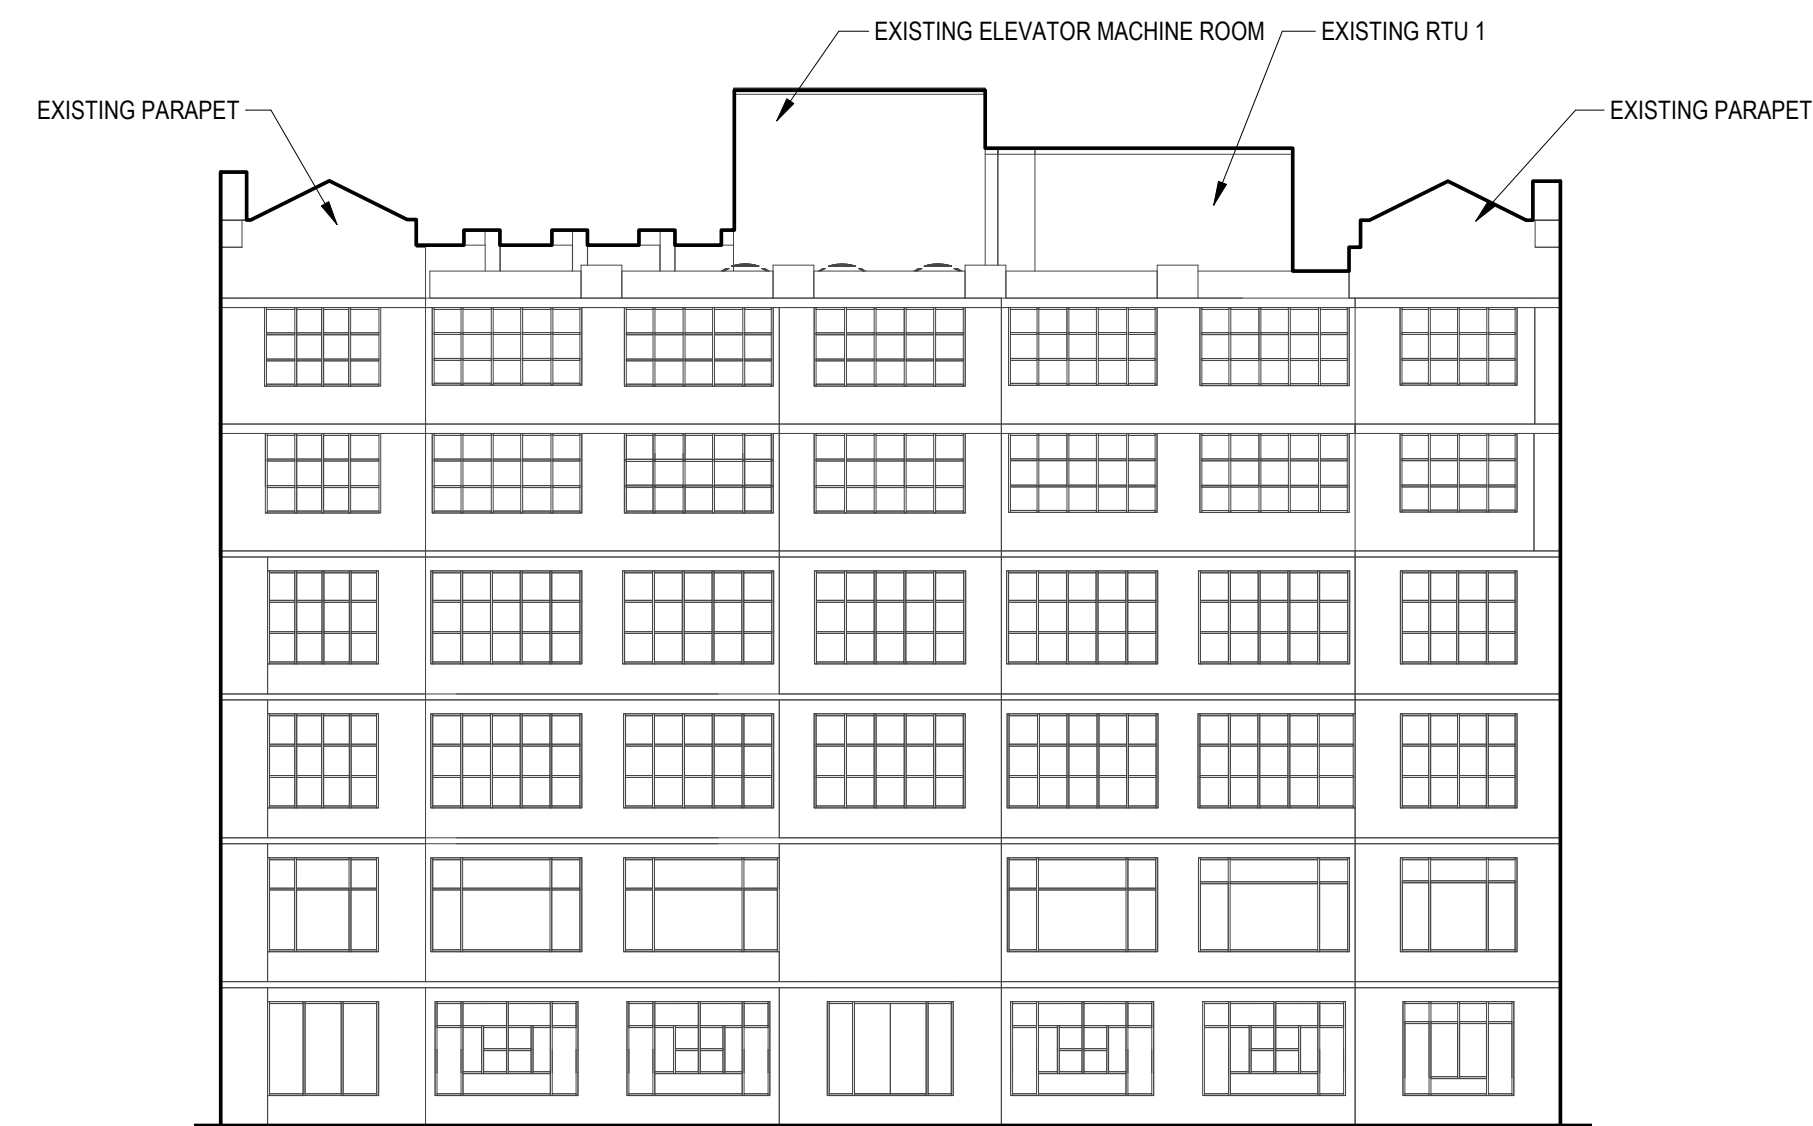 EXISTING ELEVATOR MACHINE ROOM
EXISTING RTU 1
EXISTING PARAPET
EXISTING PARAPET